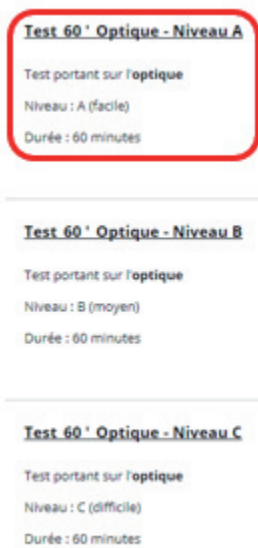 Test 60 ' Optique - Niveau A
Test portant sur l'optique
Niveau : A (facile)
Durée : 60 minutes
Test 60 ' Optique - Niveau B
Test portant sur l'optique
Niveau : B (moyen)
Durée : 60 minutes
Test 60 ' Optique - Niveau C
Test portant sur l'optique
Niveau : C (difficile)
Durée : 60 minutes